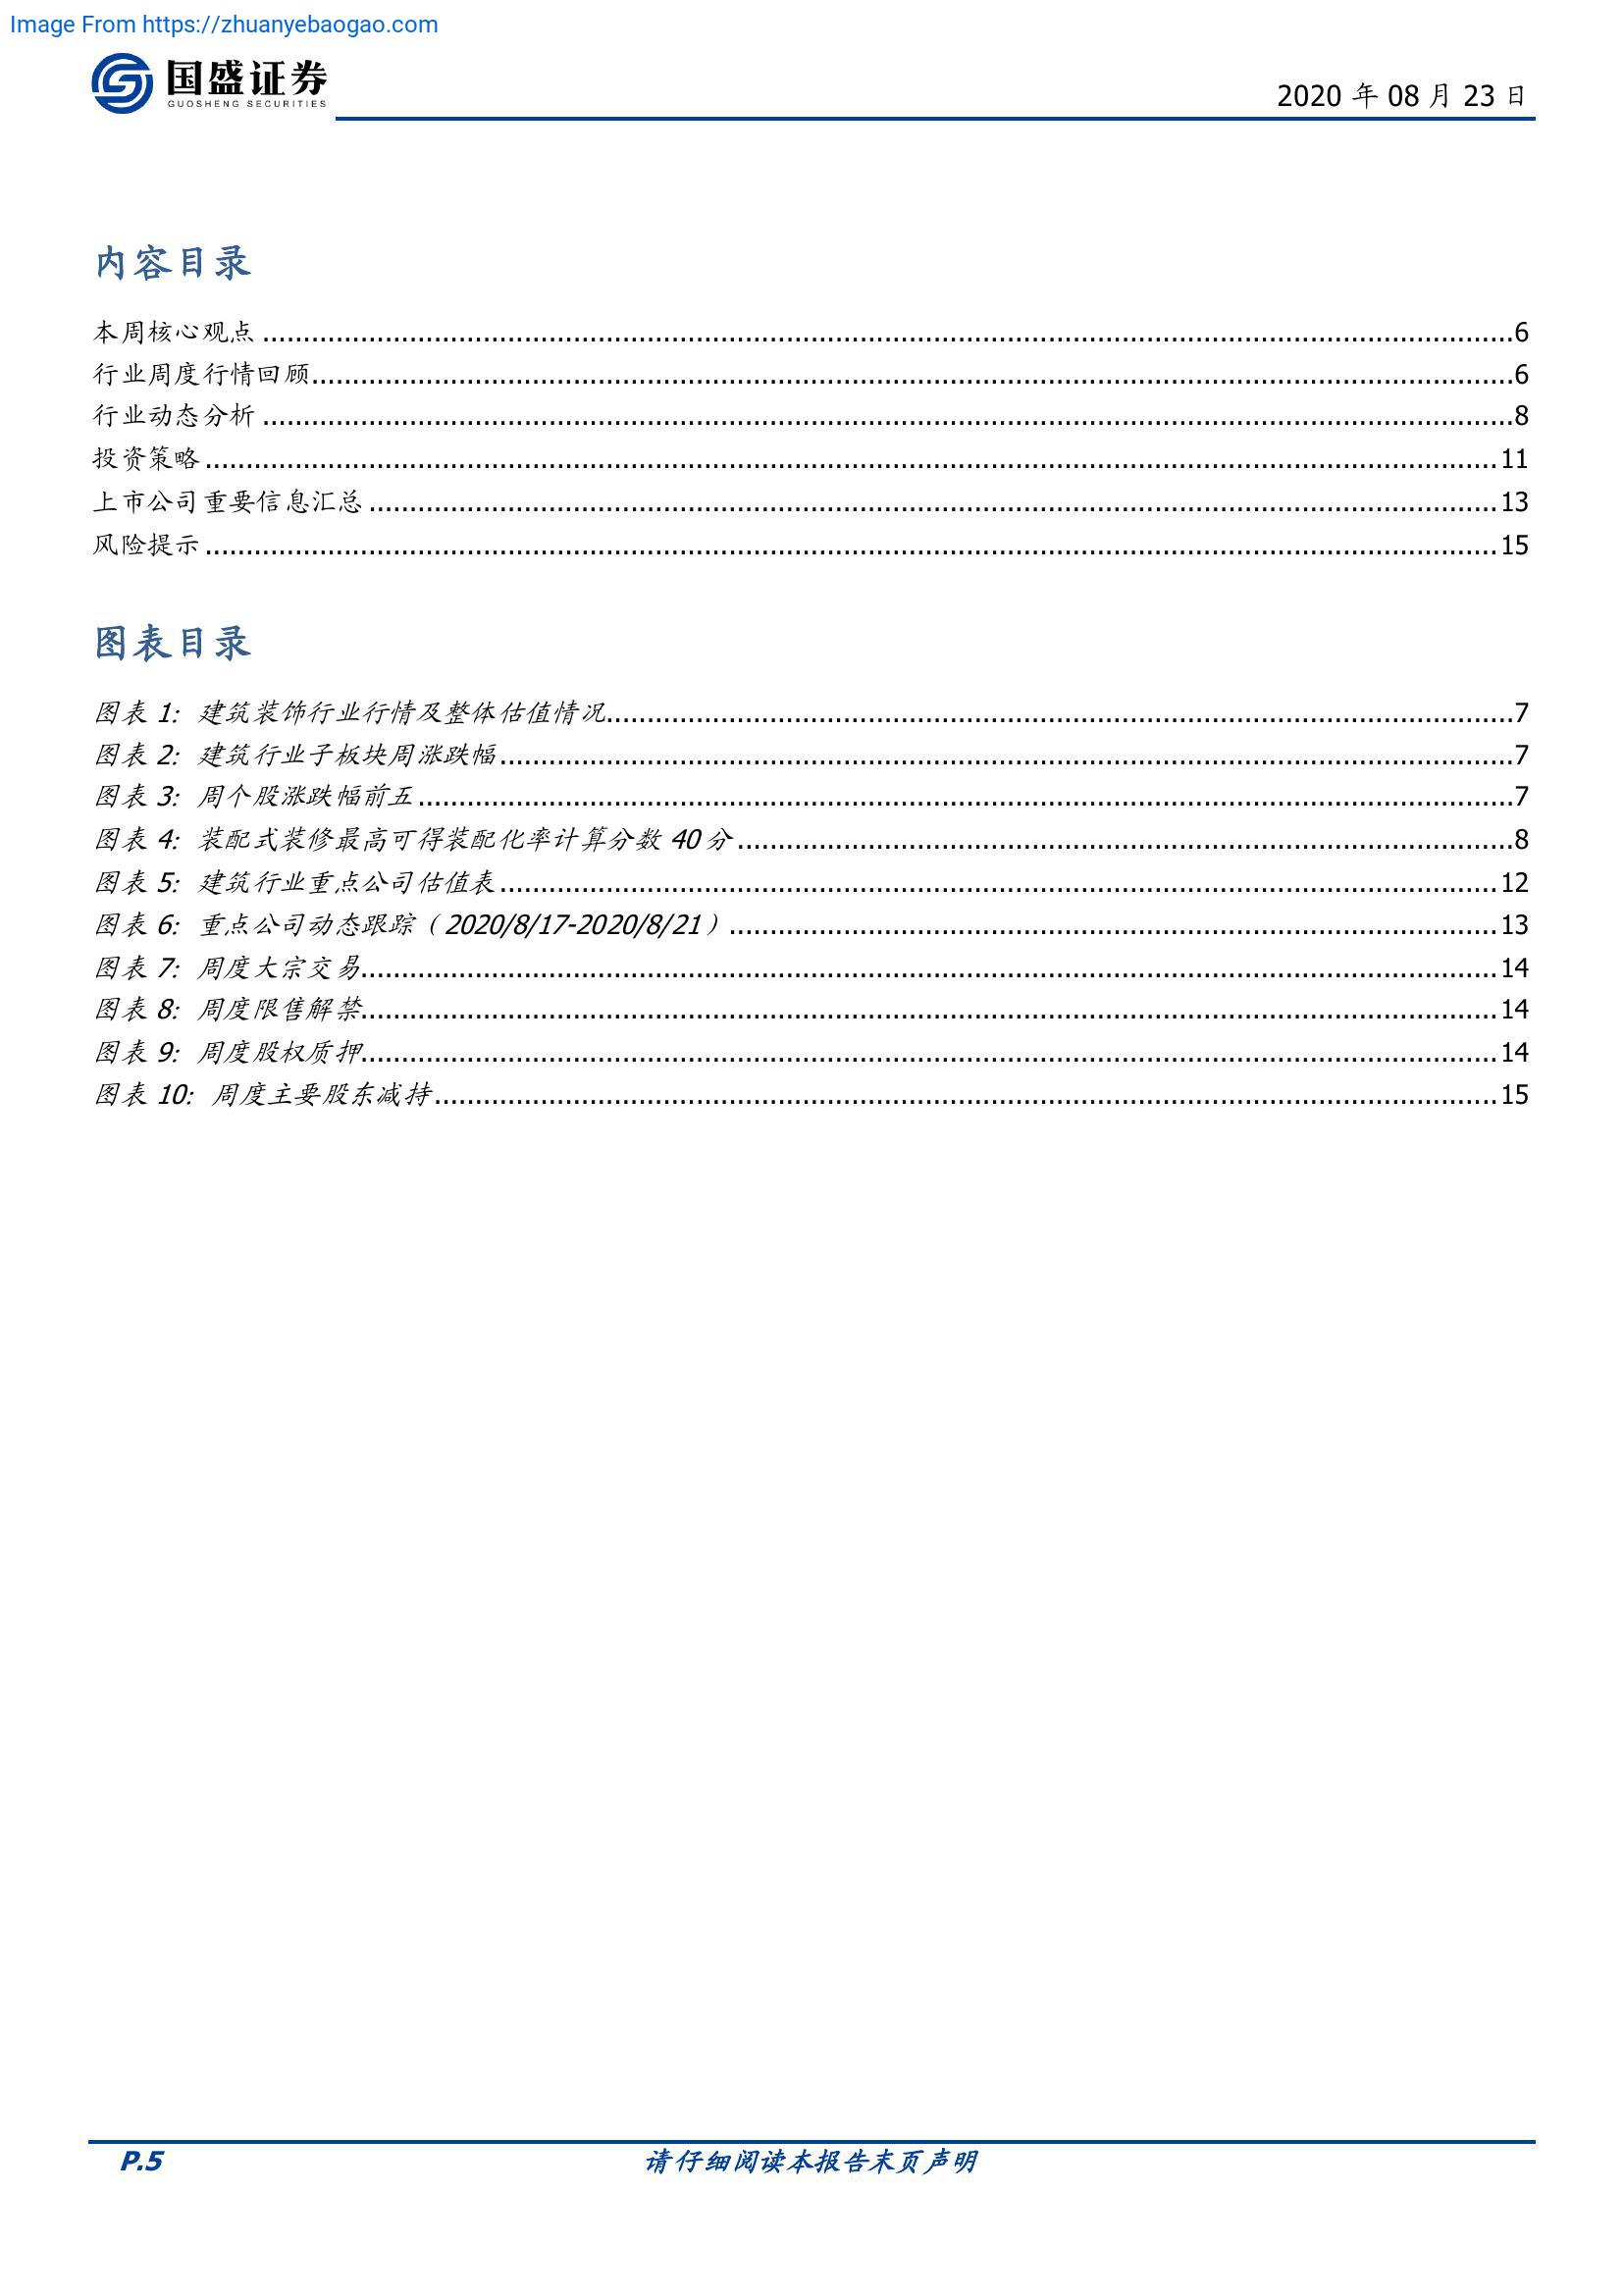 Image From https://zhuanyebaogao.com
国盛证券
GUOSHENG SECURITIES
2020 年 08 月 23 日
内容目录
本周核心观点......6
行业周度行情回顾......6
行业动态分析......8
投资策略......11
上市公司重要信息汇总......13
风险提示......15
图表目录
图表 1: 建筑装饰行业行情及整体估值情况......7
图表 2: 建筑行业子板块周涨跌幅......7
图表 3: 周个股涨跌幅前五......7
图表 4: 装配式装修最高可得装配化率计算分数 40 分......8
图表 5: 建筑行业重点公司估值表......12
图表 6: 重点公司动态跟踪（2020/8/17-2020/8/21）......13
图表 7: 周度大宗交易......14
图表 8: 周度限售解禁......14
图表 9: 周度股权质押......14
图表 10: 周度主要股东减持......15
P.5
请仔细阅读本报告末页声明